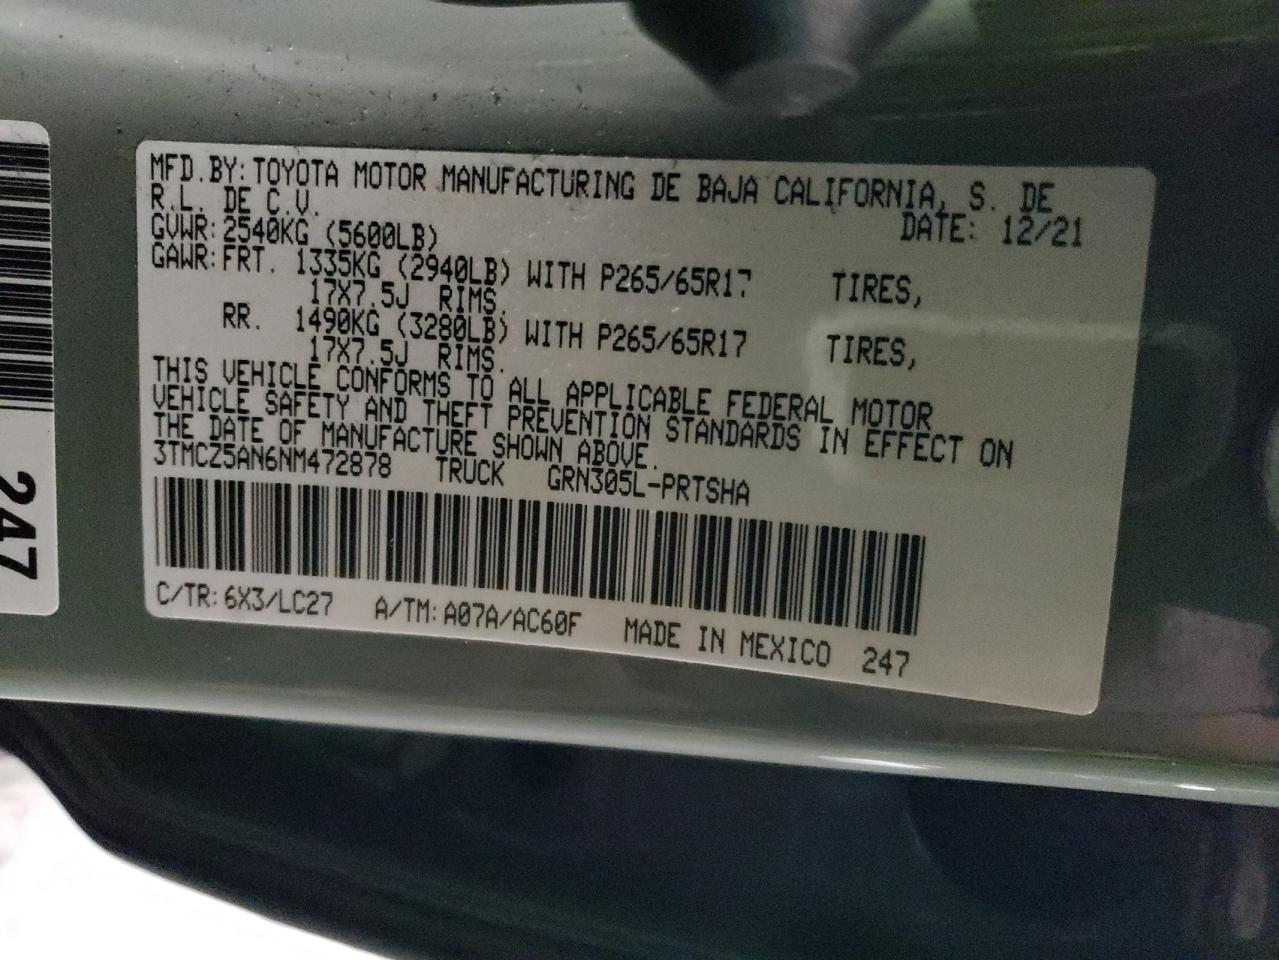 MFD.BY: TOYOTA MOTOR MANUFACTURING DE BAJA CALIFORNIA, S. DE
R.L. DE C.V. DATE: 12/21
GVWR: 2540KG (5600LB)
GAWR: FRT. 1335KG (2940LB) WITH P265/65R17 TIRES,
17X7.5J RIMS.
RR. 1490KG (3280LB) WITH P265/65R17 TIRES,
17X7.5J RIMS.
THIS VEHICLE CONFORMS TO ALL APPLICABLE FEDERAL MOTOR
VEHICLE SAFETY AND THEFT PREVENTION STANDARDS IN EFFECT ON
THE DATE OF MANUFACTURE SHOWN ABOVE.
3TMCZ5AN6NM472878 TRUCK GRN305L-PRTSHA
C/TR: 6X3/LC27 A/TM: A07A/AC60F MADE IN MEXICO 247
247